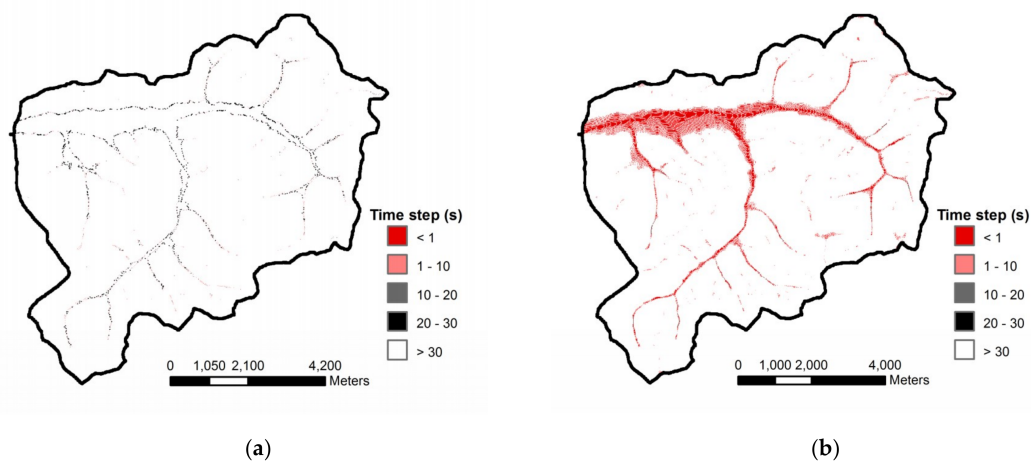 Time step (s)
< 1
1 - 10
10 - 20
20 - 30
> 30
0 1,050 2,100 4,200
Meters
(a)
Time step (s)
< 1
1 - 10
10 - 20
20 - 30
> 30
0 1,000 2,000 4,000
Meters
(b)